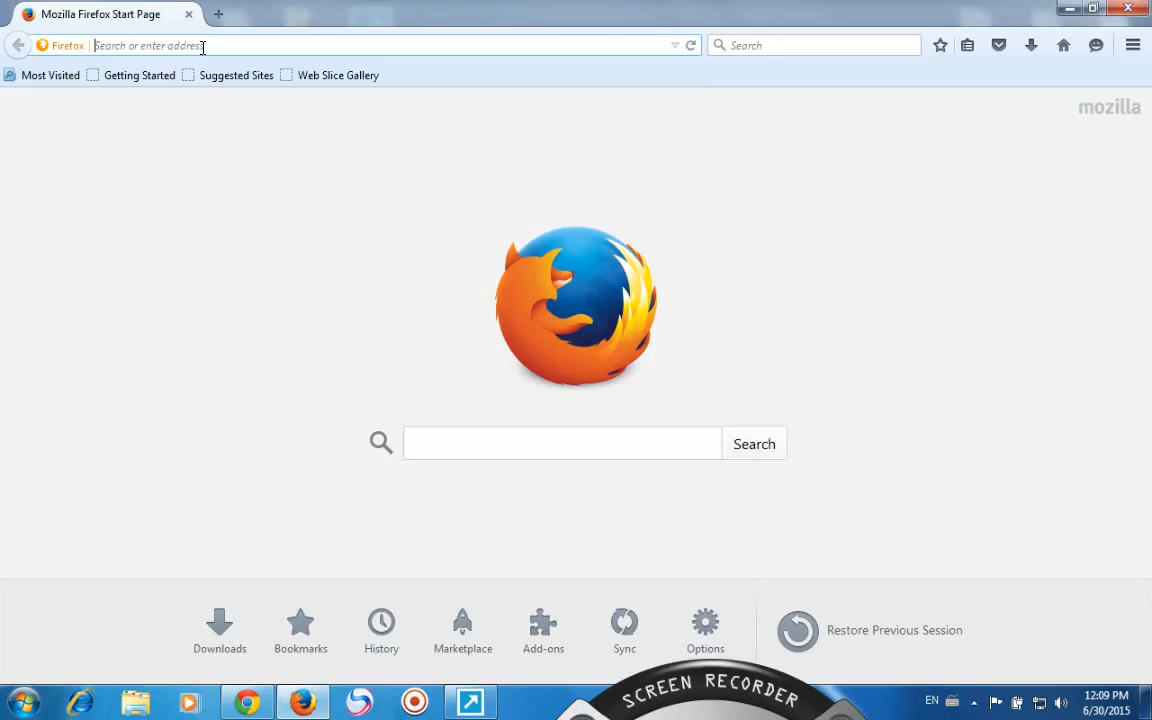 Mozilla Firefox Start Page
Firefox
Search or enter address
Search
Most Visited
Getting Started
Suggested Sites
Web Slice Gallery
mozilla
Search
Downloads
Bookmarks
History
Marketplace
Add-ons
Sync
Options
Restore Previous Session
SCREEN RECORDER
EN
12:09 PM
6/30/2015